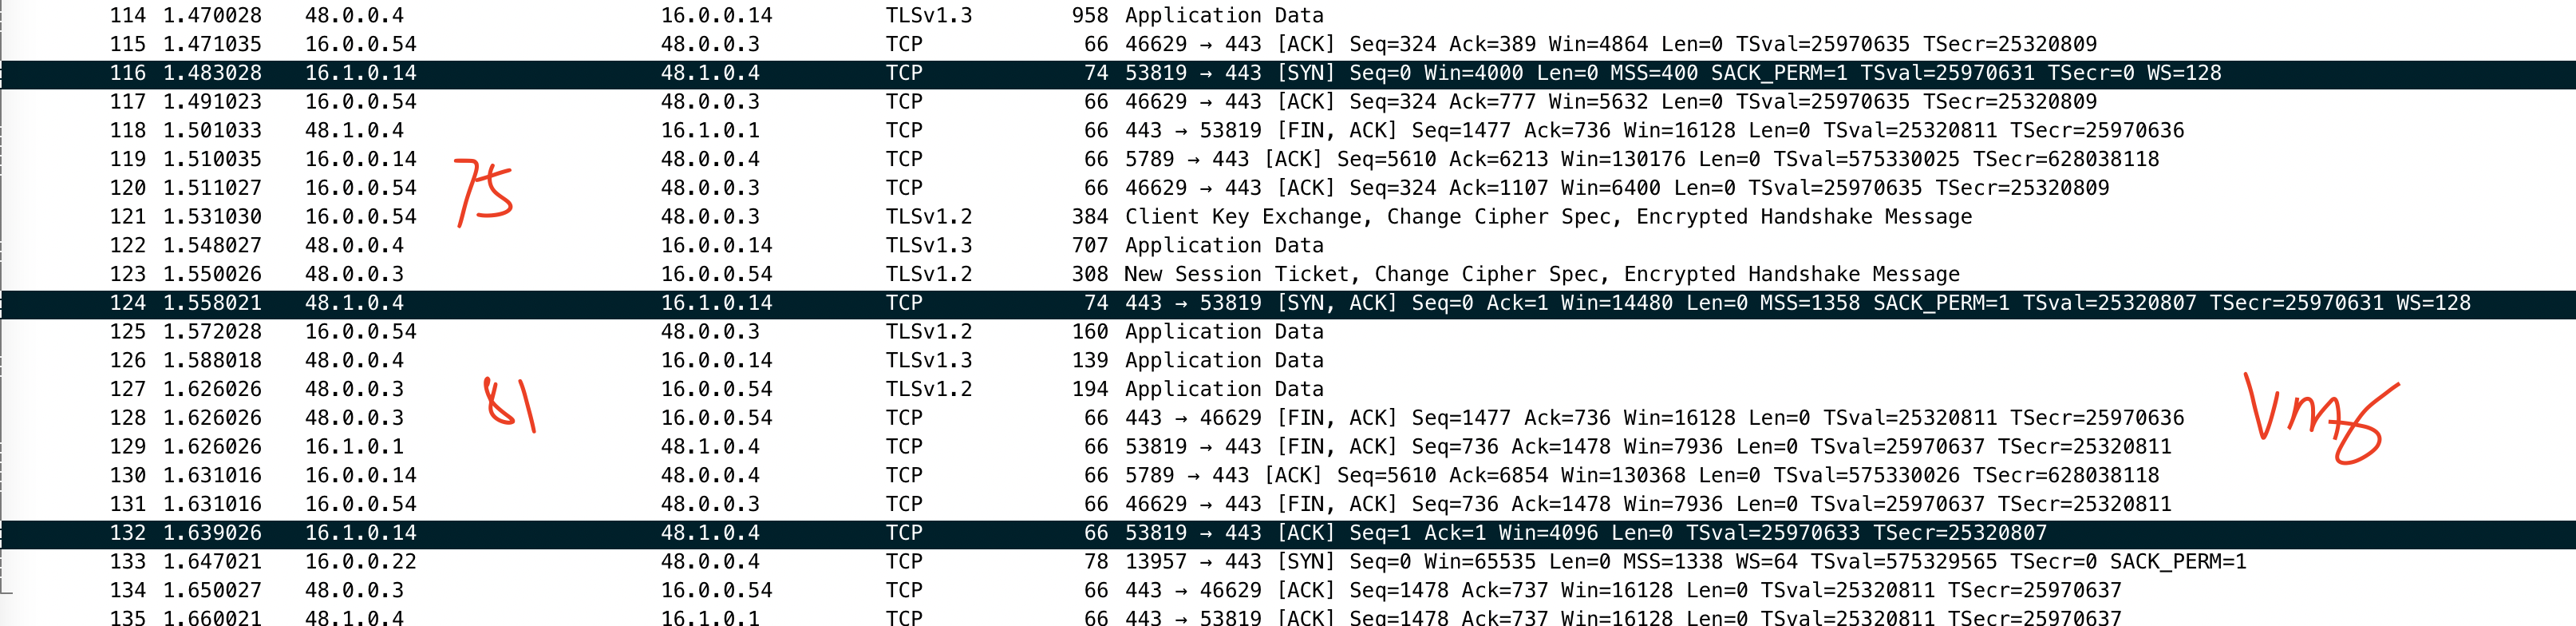 114 1.470028 48.0.0.4 16.0.0.14 TLSv1.3 958 Application Data
115 1.471035 16.0.0.54 48.0.0.3 TCP 66 46629 → 443 [ACK] Seq=324 Ack=389 Win=4864 Len=0 TSval=25970635 TSecr=25320809
116 1.483028 16.1.0.14 48.1.0.4 TCP 74 53819 → 443 [SYN] Seq=0 Win=4000 Len=0 MSS=400 SACK_PERM=1 TSval=25970631 TSecr=0 WS=128
117 1.491023 16.0.0.54 48.0.0.3 TCP 66 46629 → 443 [ACK] Seq=324 Ack=777 Win=5632 Len=0 TSval=25970635 TSecr=25320809
118 1.501033 48.1.0.4 16.1.0.1 TCP 66 443 → 53819 [FIN, ACK] Seq=1477 Ack=736 Win=16128 Len=0 TSval=25320811 TSecr=25970636
119 1.510035 16.0.0.14 48.0.0.4 TCP 66 5789 → 443 [ACK] Seq=5610 Ack=6213 Win=130176 Len=0 TSval=575330025 TSecr=628038118
75
120 1.511027 16.0.0.54 48.0.0.3 TCP 66 46629 → 443 [ACK] Seq=324 Ack=1107 Win=6400 Len=0 TSval=25970635 TSecr=25320809
121 1.531030 16.0.0.54 48.0.0.3 TLSv1.2 384 Client Key Exchange, Change Cipher Spec, Encrypted Handshake Message
122 1.548027 48.0.0.4 16.0.0.14 TLSv1.3 707 Application Data
123 1.550026 48.0.0.3 16.0.0.54 TLSv1.2 308 New Session Ticket, Change Cipher Spec, Encrypted Handshake Message
124 1.558021 48.1.0.4 16.1.0.14 TCP 74 443 → 53819 [SYN, ACK] Seq=0 Ack=1 Win=14480 Len=0 MSS=1358 SACK_PERM=1 TSval=25320807 TSecr=25970631 WS=128
125 1.572028 16.0.0.54 48.0.0.3 TLSv1.2 160 Application Data
126 1.588018 48.0.0.4 16.0.0.14 TLSv1.3 139 Application Data
127 1.626026 48.0.0.3 16.0.0.54 TLSv1.2 194 Application Data
81
128 1.626026 48.0.0.3 16.0.0.54 TCP 66 443 → 46629 [FIN, ACK] Seq=1477 Ack=736 Win=16128 Len=0 TSval=25320811 TSecr=25970636
129 1.626026 16.1.0.1 48.1.0.4 TCP 66 53819 → 443 [FIN, ACK] Seq=736 Ack=1478 Win=7936 Len=0 TSval=25970637 TSecr=25320811
130 1.631016 16.0.0.14 48.0.0.4 TCP 66 5789 → 443 [ACK] Seq=5610 Ack=6854 Win=130368 Len=0 TSval=575330026 TSecr=628038118
131 1.631016 16.0.0.54 48.0.0.3 TCP 66 46629 → 443 [FIN, ACK] Seq=736 Ack=1478 Win=7936 Len=0 TSval=25970637 TSecr=25320811
132 1.639026 16.1.0.14 48.1.0.4 TCP 66 53819 → 443 [ACK] Seq=1 Ack=1 Win=4096 Len=0 TSval=25970633 TSecr=25320807
133 1.647021 16.0.0.22 48.0.0.4 TCP 78 13957 → 443 [SYN] Seq=0 Win=65535 Len=0 MSS=1338 WS=64 TSval=575329565 TSecr=0 SACK_PERM=1
134 1.650027 48.0.0.3 16.0.0.54 TCP 66 443 → 46629 [ACK] Seq=1478 Ack=737 Win=16128 Len=0 TSval=25320811 TSecr=25970637
135 1.660021 48.1.0.4 16.1.0.1 TCP 66 443 → 53819 [ACK] Seq=1478 Ack=737 Win=16128 Len=0 TSval=25320811 TSecr=25970637